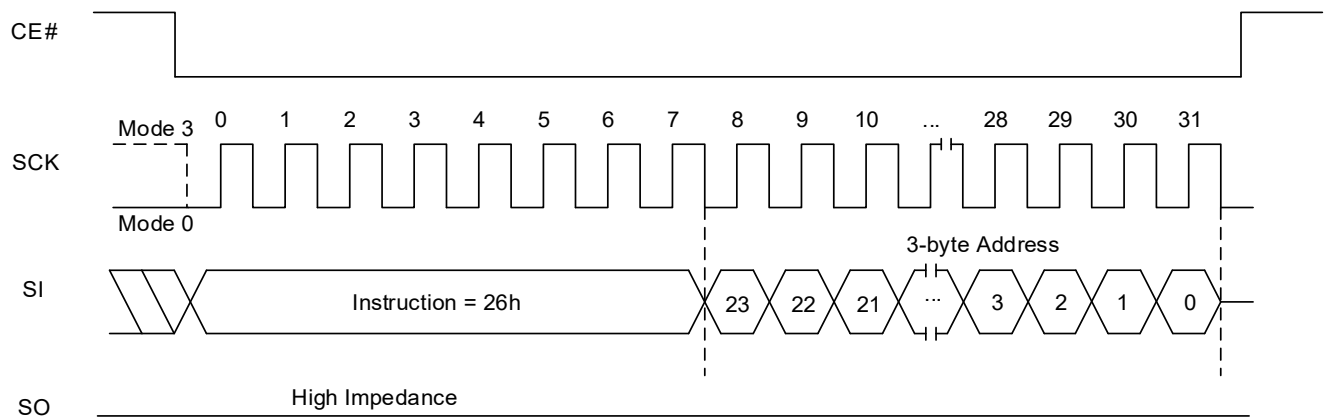 CE#
Mode 3 0 1 2 3 4 5 6 7 8 9 10 ... 28 29 30 31
SCK
Mode 0
3-byte Address
SI Instruction = 26h 23 22 21 ... 3 2 1 0
High Impedance
SO